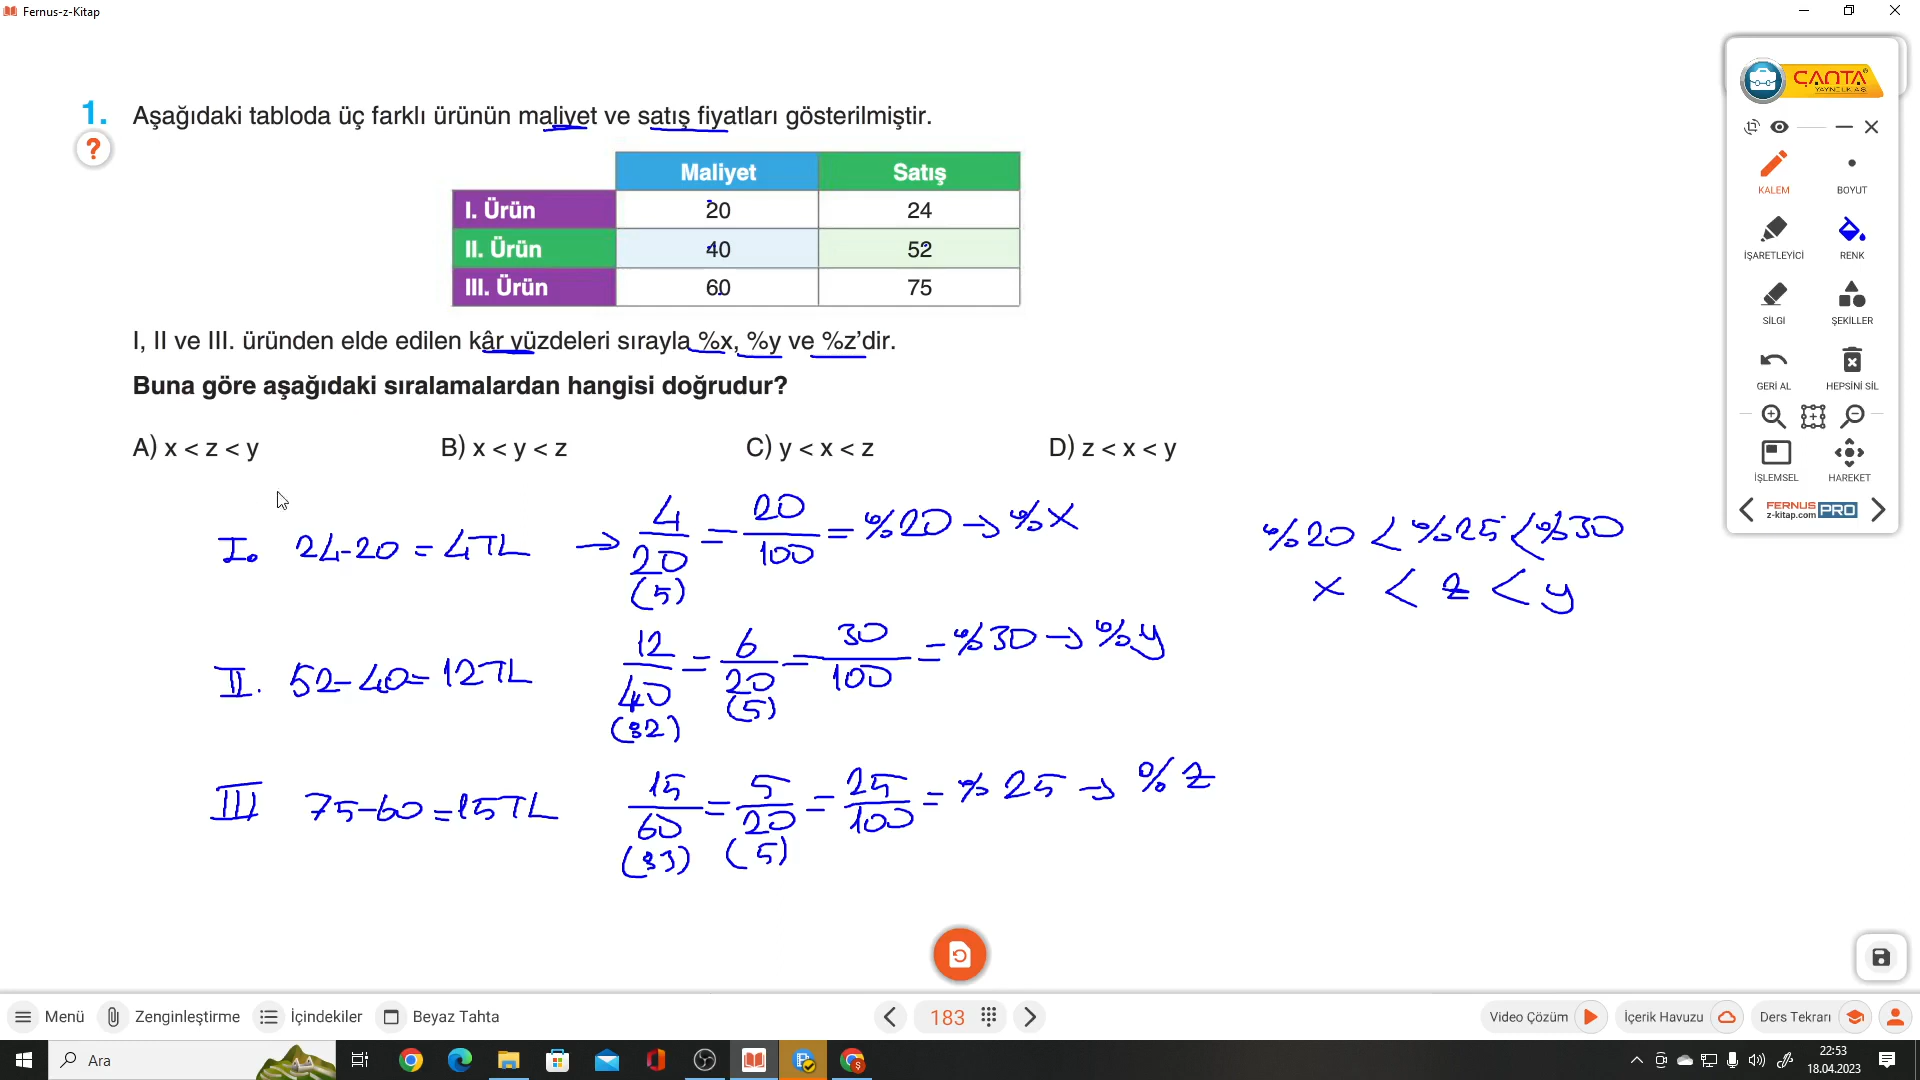 Fernus-z-Kitap
1. Aşağıdaki tabloda üç farklı ürünün maliyet ve satış fiyatları gösterilmiştir.
?
Maliyet Satış
I. Ürün 20 24
II. Ürün 40 52
III. Ürün 60 75
I, II ve III. üründen elde edilen kâr yüzdeleri sırayla %x, %y ve %z'dir.
Buna göre aşağıdaki sıralamalardan hangisi doğrudur?
A) x < z < y B) x < y < z C) y < x < z D) z < x < y
I. 24-20 = 4TL → 4/20 = 20/100 = %20 → %x
(5)
II. 52-40=12TL 12/40 = 6/20 = 30/100 = %30 → %y
(:2) (5)
III 75-60=15TL 15/60 = 5/20 = 25/100 = %25 → %z
(:3) (5)
%20 < %25 < %30
x < z < y
ÇANTA
YAYINCILIK A.Ş.
KALEM BOYUT
İŞARETLEYİCİ RENK
SİLGİ ŞEKİLLER
GERİ AL HEPSİNİ SİL
İŞLEMSEL HAREKET
FERNUS PRO
z-kitap.com
Menü Zenginleştirme İçindekiler Beyaz Tahta 183 Video Çözüm İçerik Havuzu Ders Tekrarı
Ara
22:53
18.04.2023